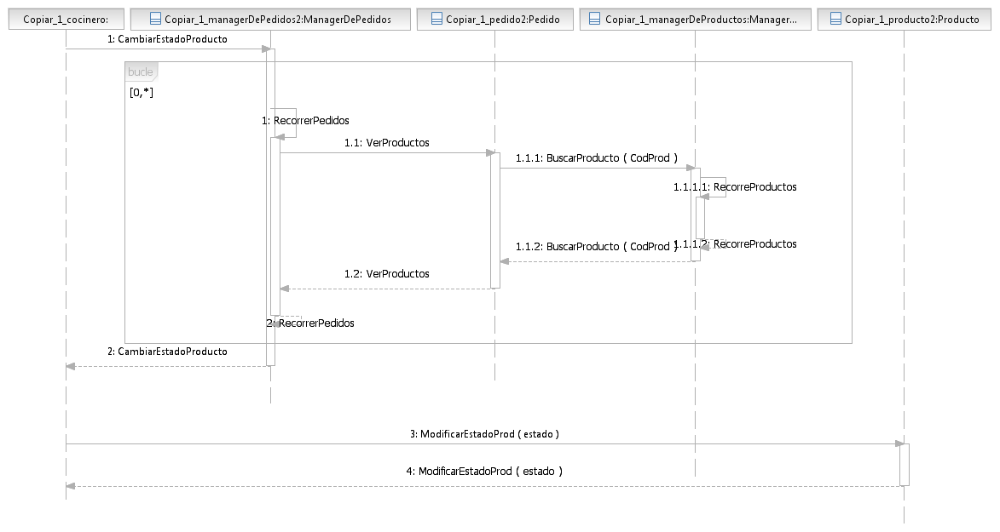 Copiar_1_cocinero:
Copiar_1_managerDePedidos2:ManagerDePedidos
Copiar_1_pedido2:Pedido
Copiar_1_managerDeProductos:Manager...
Copiar_1_producto2:Producto
1: CambiarEstadoProducto
bucle
[0,*]
1: RecorrerPedidos
1.1: VerProductos
1.1.1: BuscarProducto ( CodProd )
1.1.1.1: RecorreProductos
1.1.1.2: RecorreProductos
1.1.2: BuscarProducto ( CodProd )
1.2: VerProductos
2: RecorrerPedidos
2: CambiarEstadoProducto
3: ModificarEstadoProd ( estado )
4: ModificarEstadoProd ( estado )